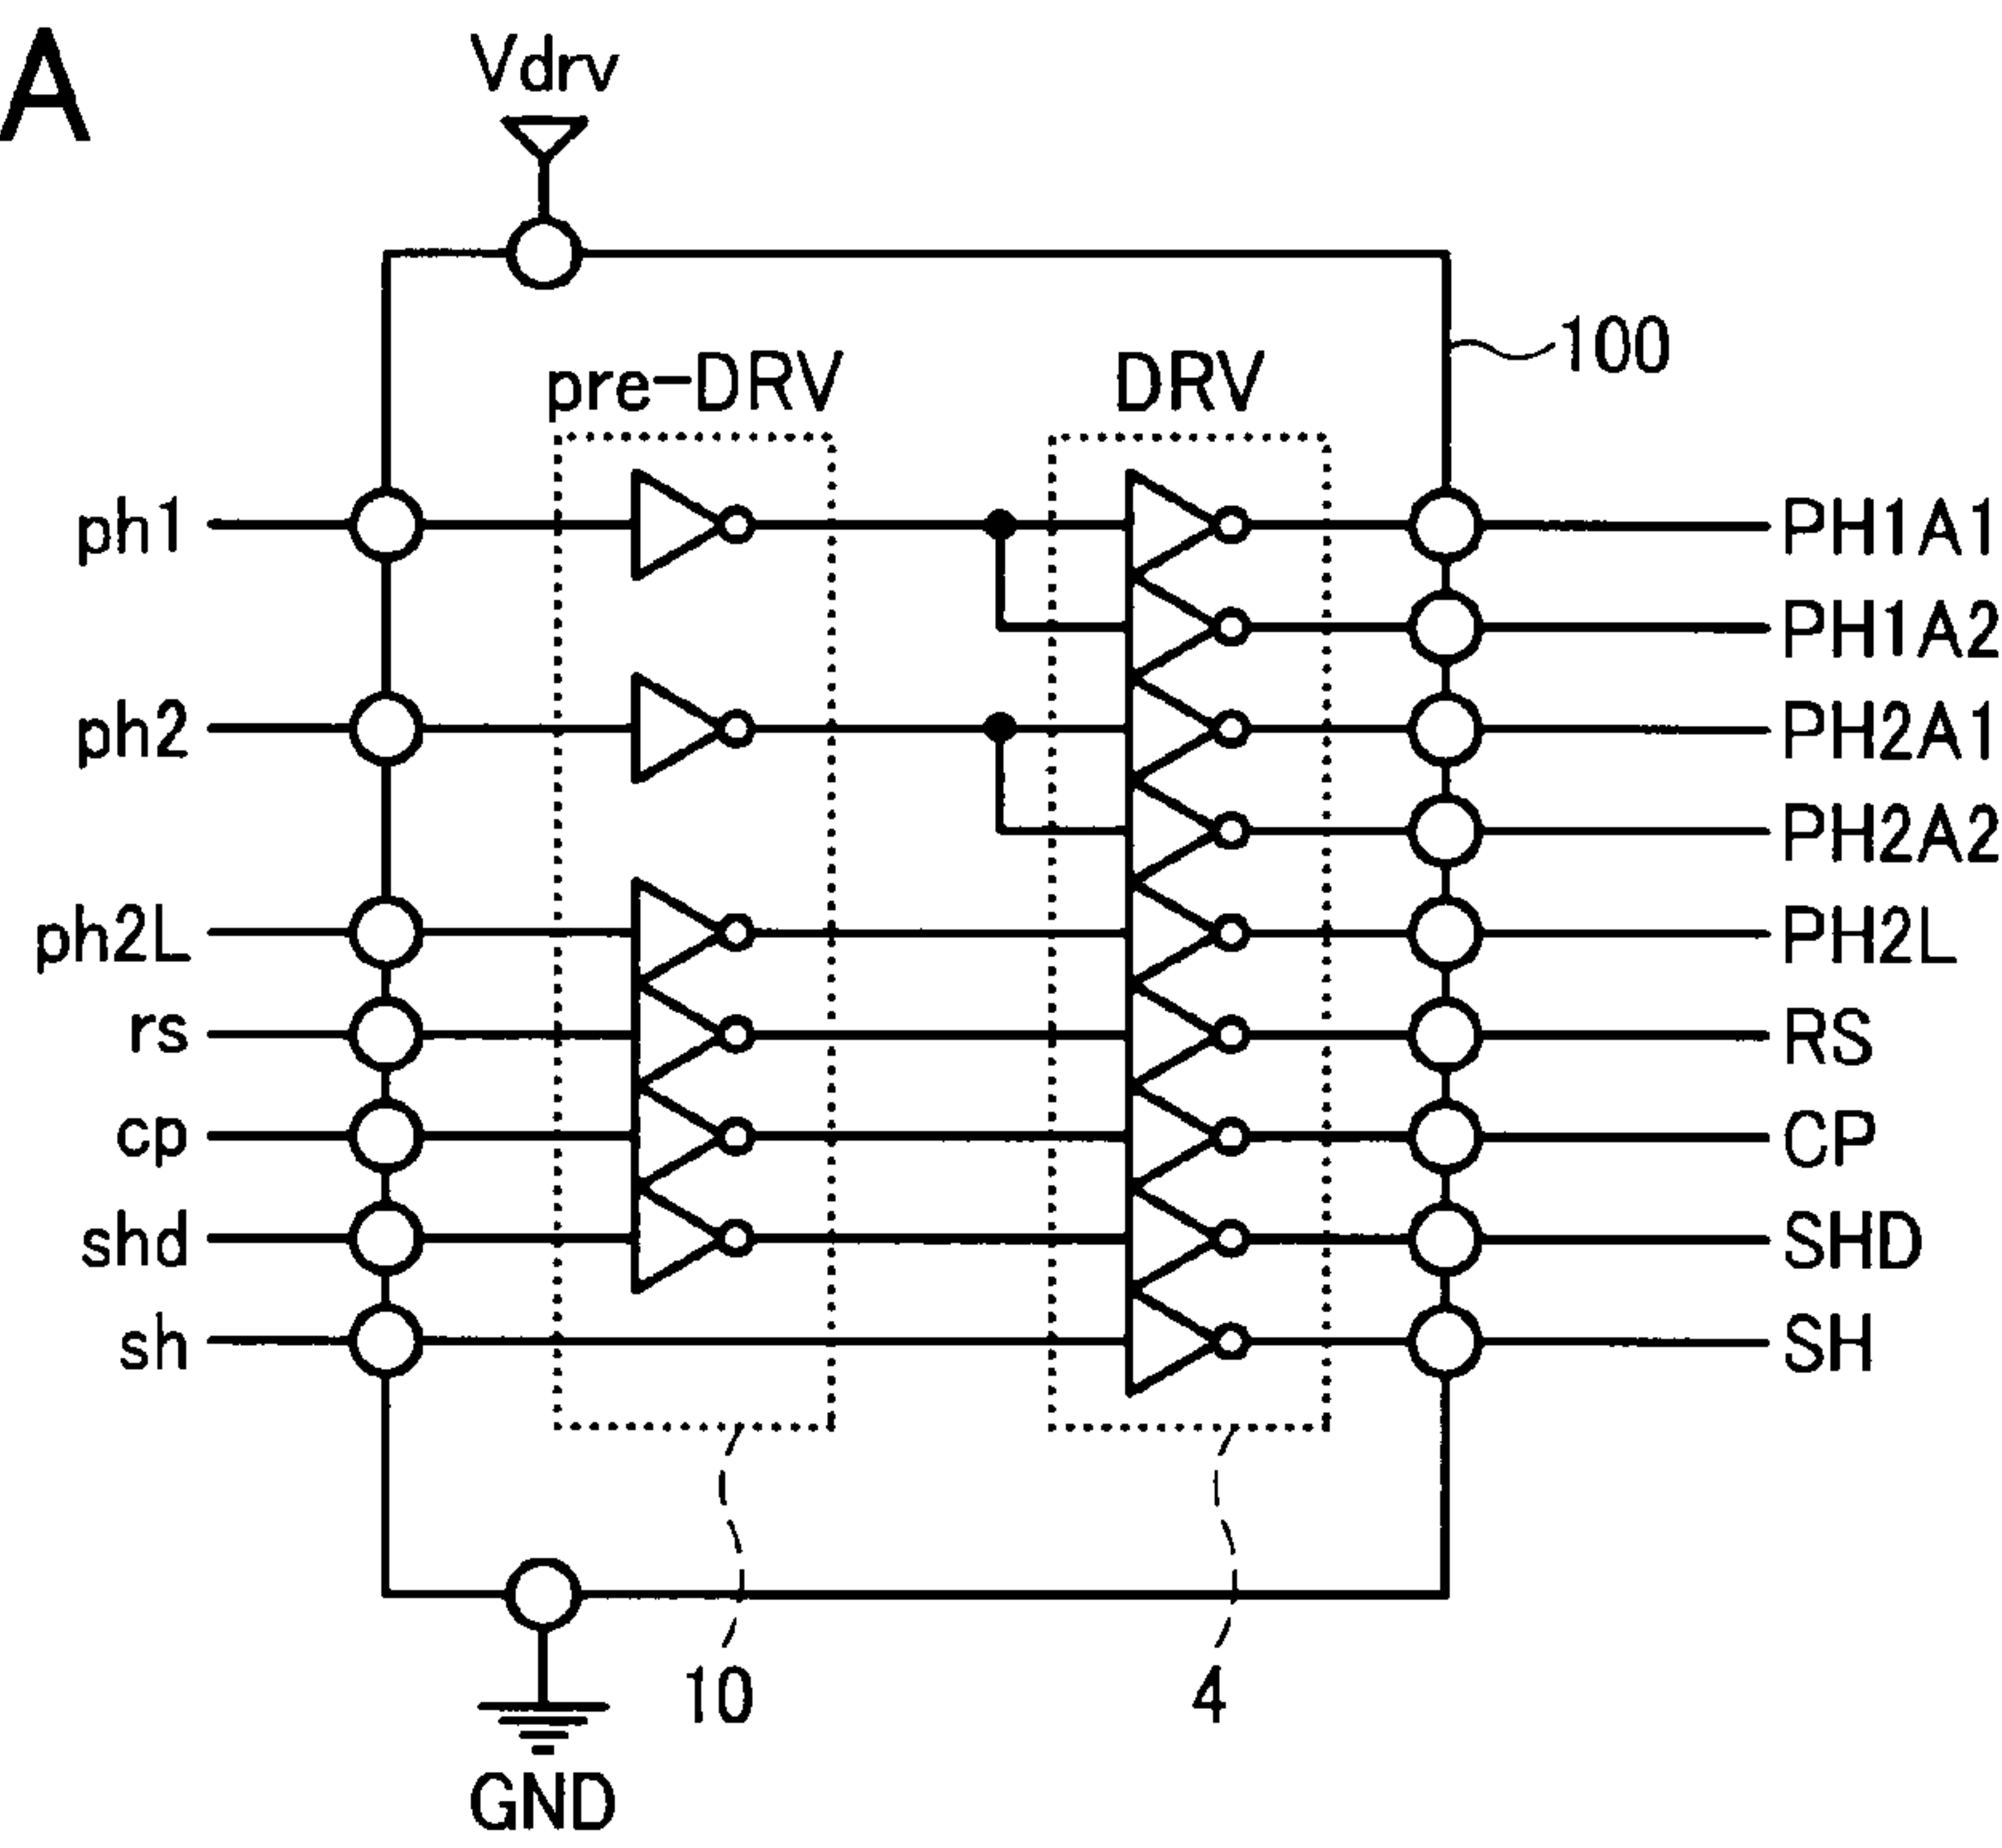 A
Vdrv
100
pre-DRV
DRV
ph1
PH1A1
PH1A2
ph2
PH2A1
PH2A2
ph2L
PH2L
rs
RS
cp
CP
shd
SHD
sh
SH
10
4
GND